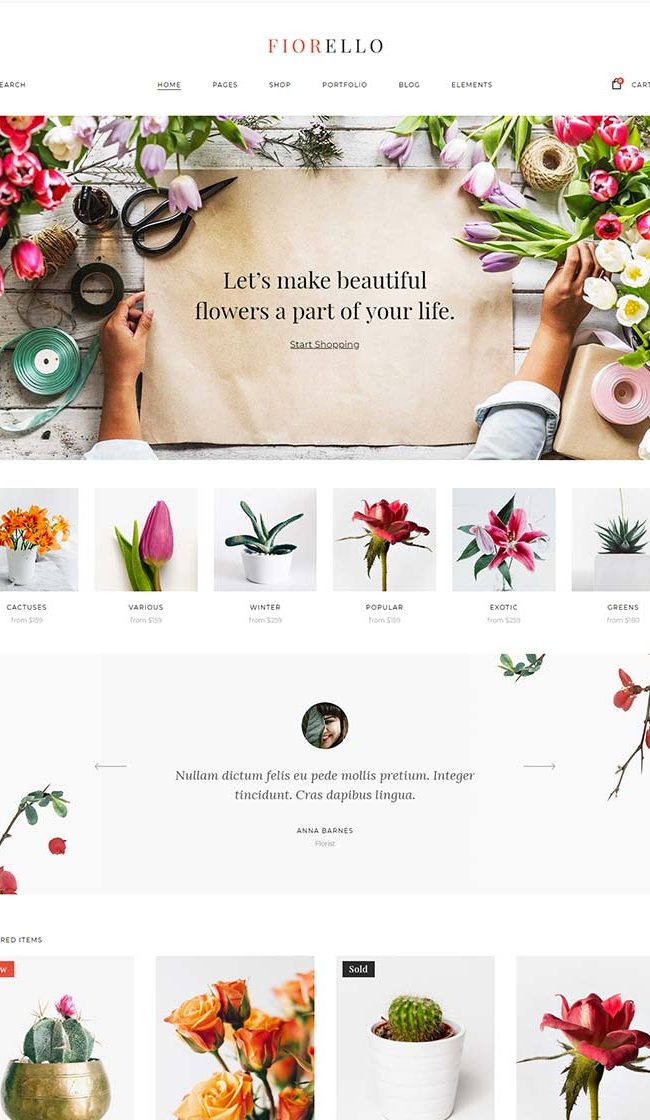 FIORELLO
EARCH
HOME
PAGES
SHOP
PORTFOLIO
BLOG
ELEMENTS
CART
Let’s make beautiful
flowers a part of your life.
Start Shopping
CACTUSES
from $159
VARIOUS
from $159
WINTER
from $259
POPULAR
from $159
EXOTIC
from $259
GREENS
from $180
Nullam dictum felis eu pede mollis pretium. Integer
tincidunt. Cras dapibus lingua.
ANNA BARNES
Florist
RED ITEMS
w
Sold